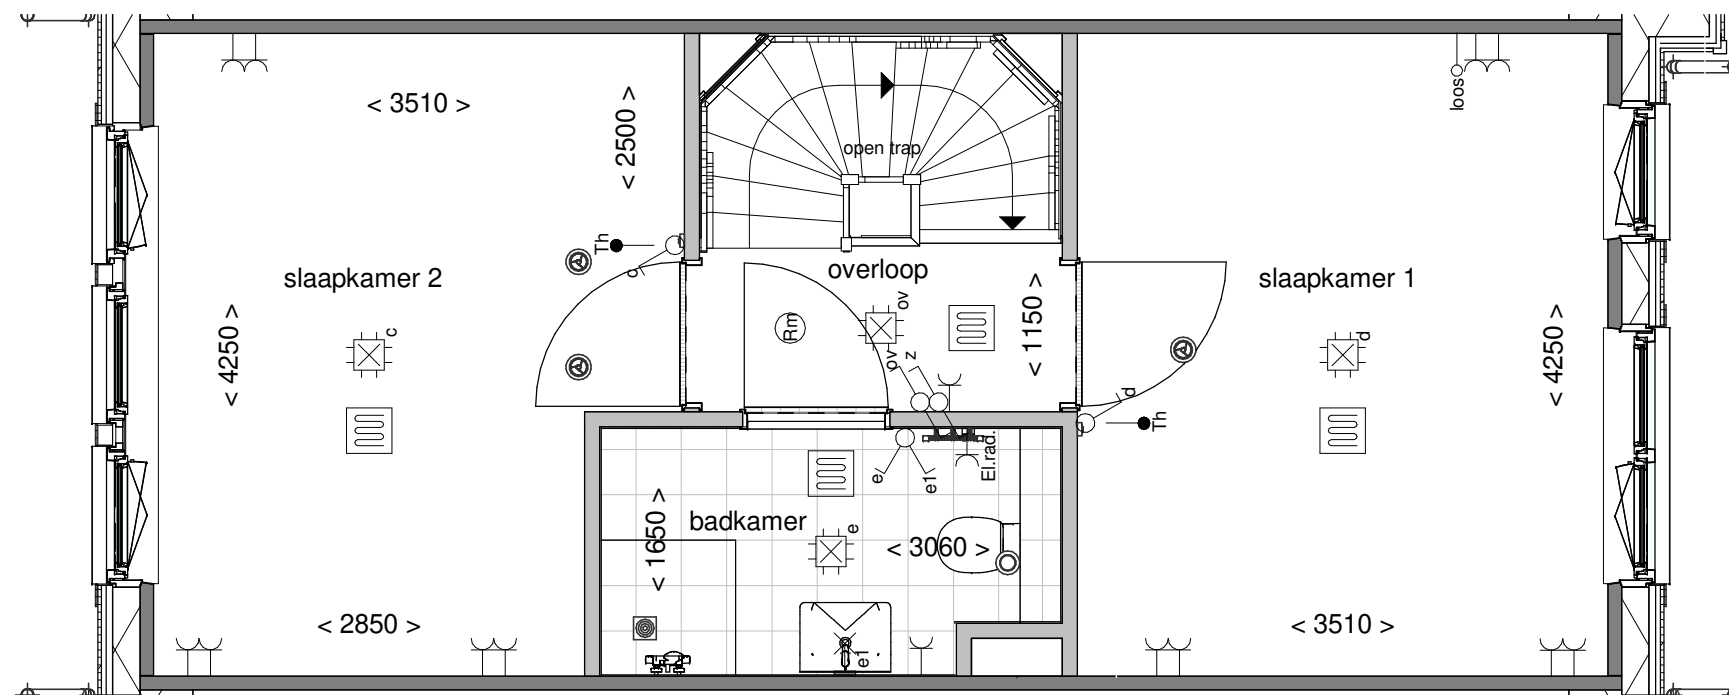 loos
< 3510 >
< 2500 >
open trap
Th
c
slaapkamer 2
overloop
slaapkamer 1
ov
Rm
c
ov
z
< 1150 >
d
< 4250 >
< 4250 >
d
Th
El.rad.
e
e1
badkamer
< 1650 >
e
< 3060 >
< 2850 >
< 3510 >
e1